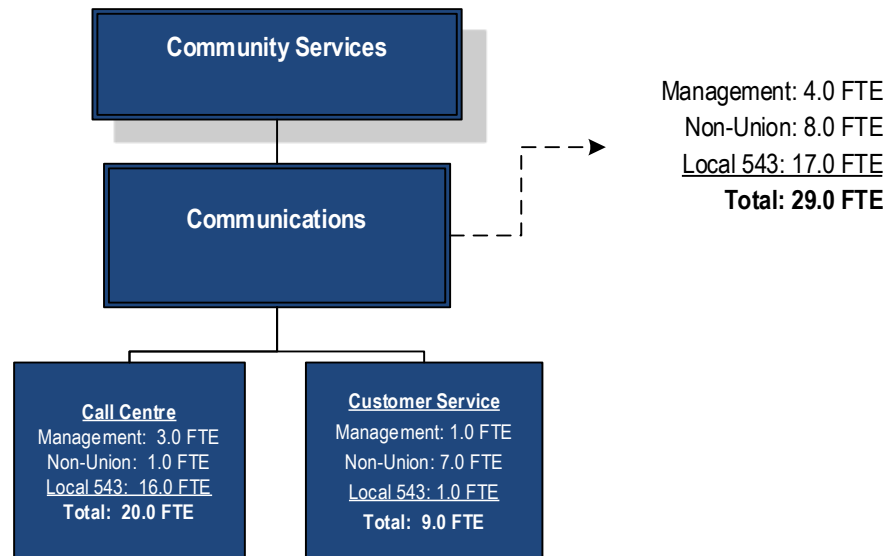 Community Services
Management: 4.0 FTE
Non-Union: 8.0 FTE
Local 543: 17.0 FTE
Total: 29.0 FTE
Communications
Call Centre
Management: 3.0 FTE
Non-Union: 1.0 FTE
Local 543: 16.0 FTE
Total: 20.0 FTE
Customer Service
Management: 1.0 FTE
Non-Union: 7.0 FTE
Local 543: 1.0 FTE
Total: 9.0 FTE